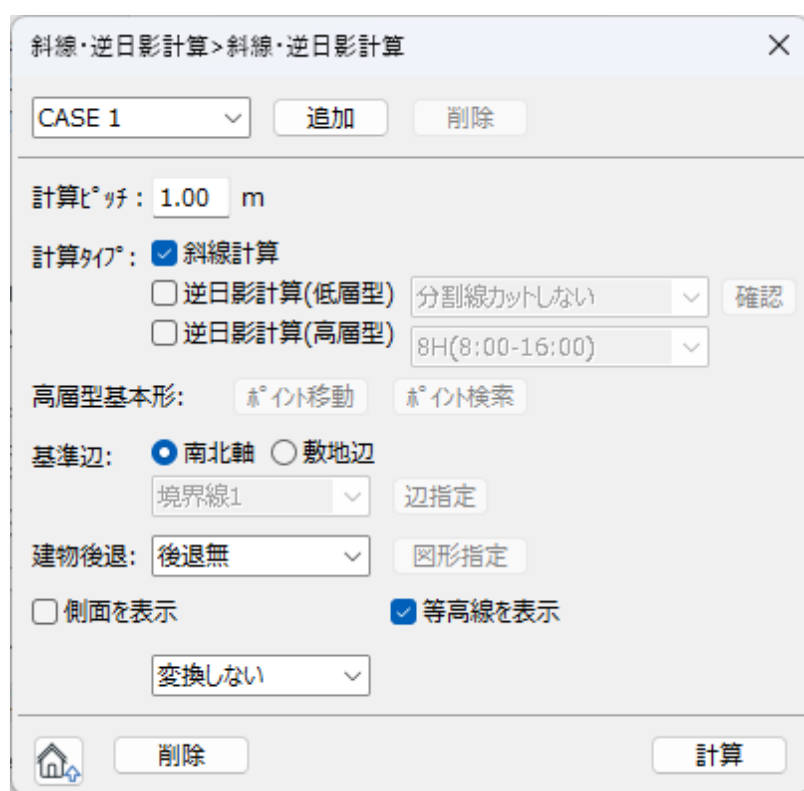 斜線・逆日影計算>斜線・逆日影計算
CASE 1 追加 削除
計算ﾋﾟｯﾁ: 1.00 m
計算ﾀｲﾌﾟ: 斜線計算
逆日影計算(低層型) 分割線カットしない 確認
逆日影計算(高層型) 8H(8:00-16:00)
高層型基本形: ﾎﾟｲﾝﾄ移動 ﾎﾟｲﾝﾄ検索
基準辺: 南北軸 敷地辺
境界線1 辺指定
建物後退: 後退無 図形指定
側面を表示 等高線を表示
変換しない
削除 計算